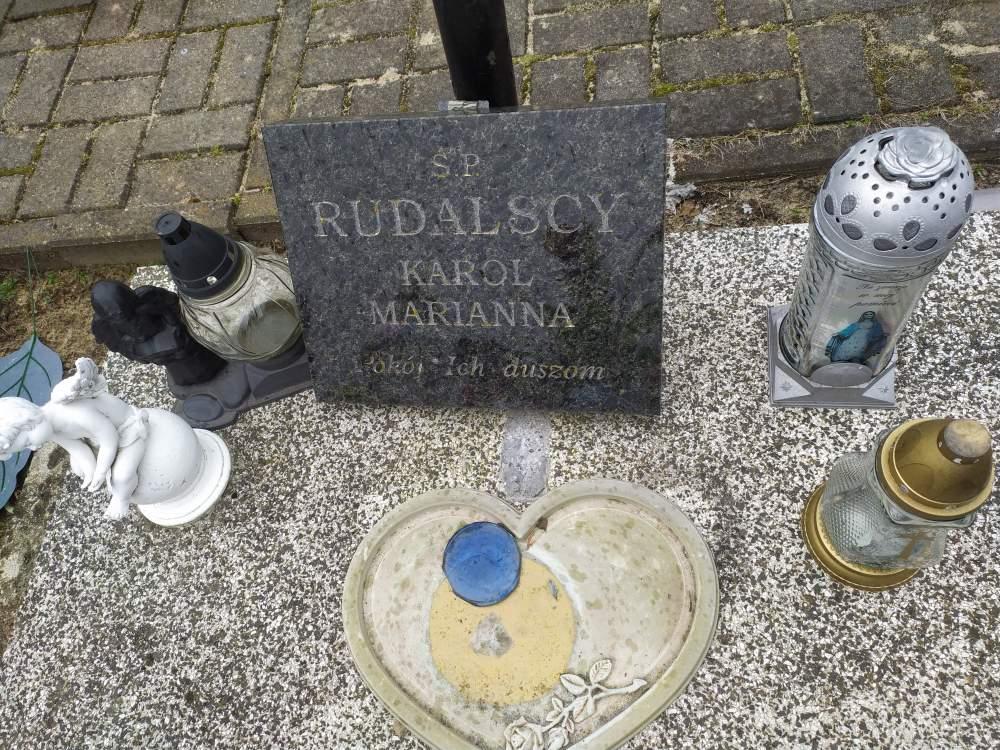 Ś.P.
RUDALSCY
KAROL
MARIANNA
Pokój Ich duszom